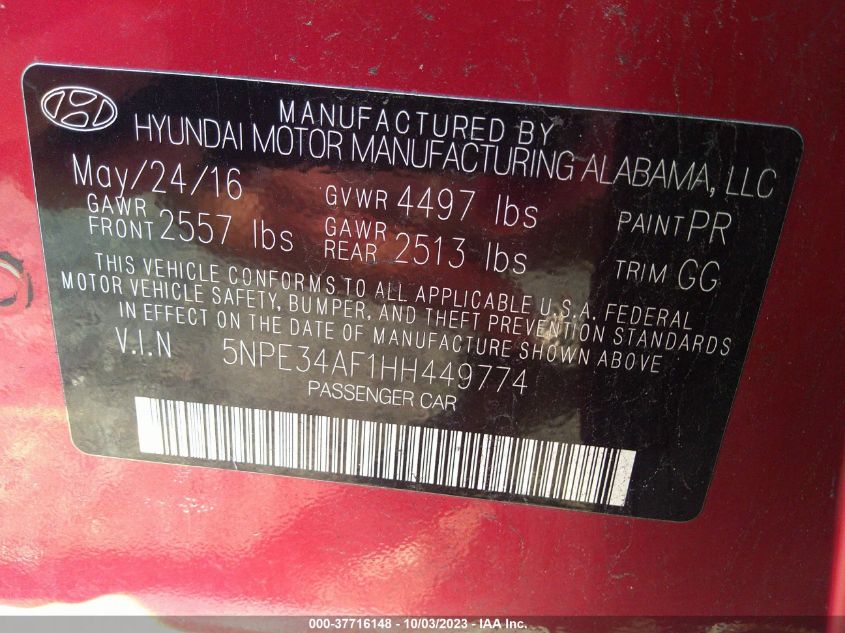 MANUFACTURED BY
HYUNDAI MOTOR MANUFACTURING ALABAMA, LLC
May/24/16 GVWR 4497 lbs PAINT PR
GAWR FRONT 2557 lbs GAWR REAR 2513 lbs TRIM GG
THIS VEHICLE CONFORMS TO ALL APPLICABLE U.S.A. FEDERAL
MOTOR VEHICLE SAFETY, BUMPER, AND THEFT PREVENTION STANDARDS
IN EFFECT ON THE DATE OF MANUFACTURE SHOWN ABOVE
V.I.N 5NPE34AF1HH449774
PASSENGER CAR
000-37716148 - 10/03/2023 - IAA Inc.